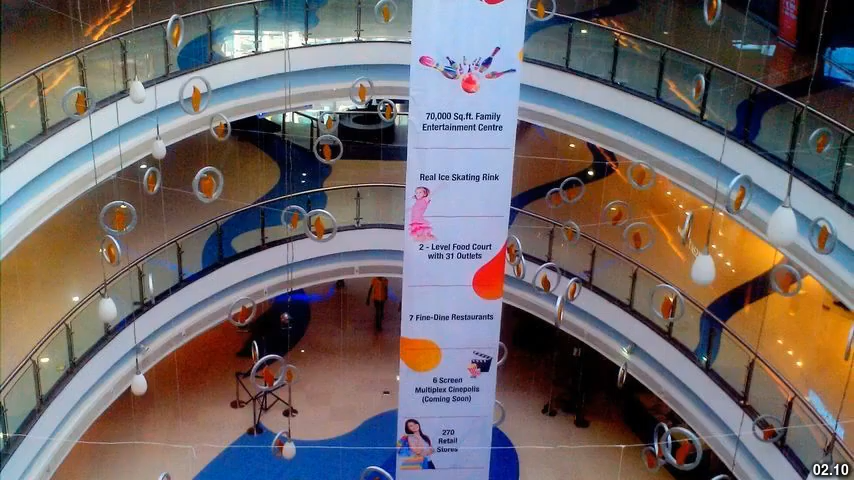 70,000 Sq.ft. Family
Entertainment Centre
Real Ice Skating Rink
2 - Level Food Court
with 31 Outlets
7 Fine-Dine Restaurants
6 Screen
Multiplex Cinepolis
(Coming Soon)
270
Retail
Stores
02.10